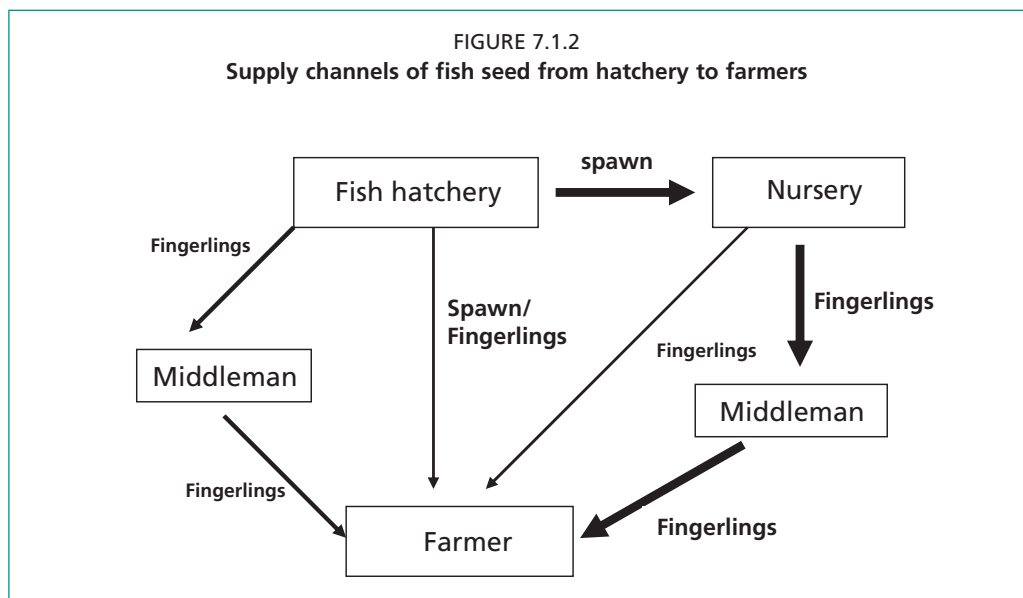 FIGURE 7.1.2
Supply channels of fish seed from hatchery to farmers
spawn
Fish hatchery
Nursery
Fingerlings
Spawn/
Fingerlings
Fingerlings
Fingerlings
Middleman
Middleman
Fingerlings
Fingerlings
Farmer